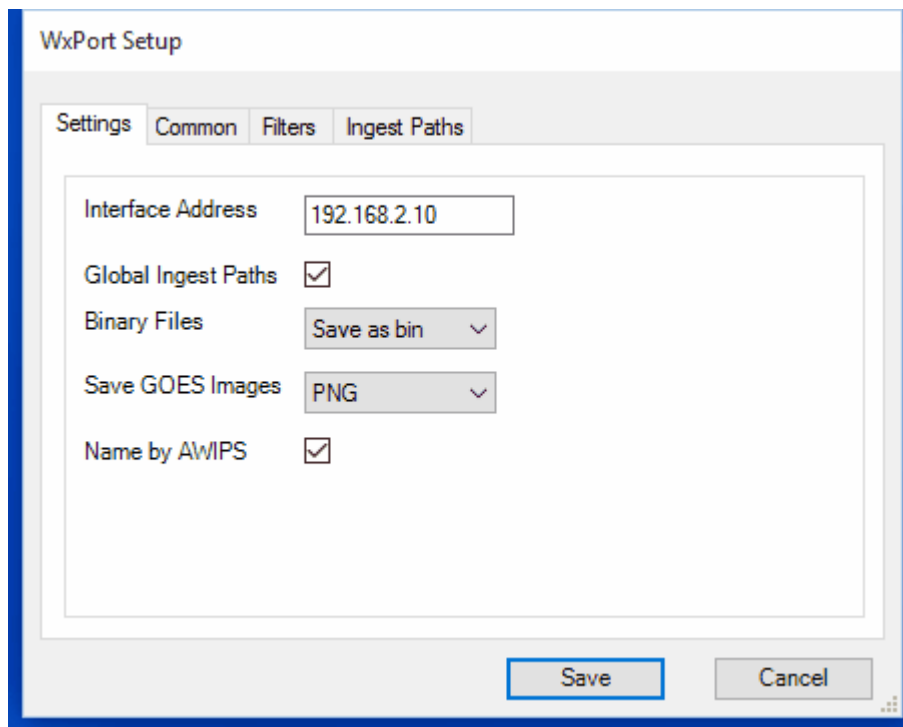 WxPort Setup
Settings Common Filters Ingest Paths
Interface Address 192.168.2.10
Global Ingest Paths
Binary Files Save as bin
Save GOES Images PNG
Name by AWIPS
Save Cancel